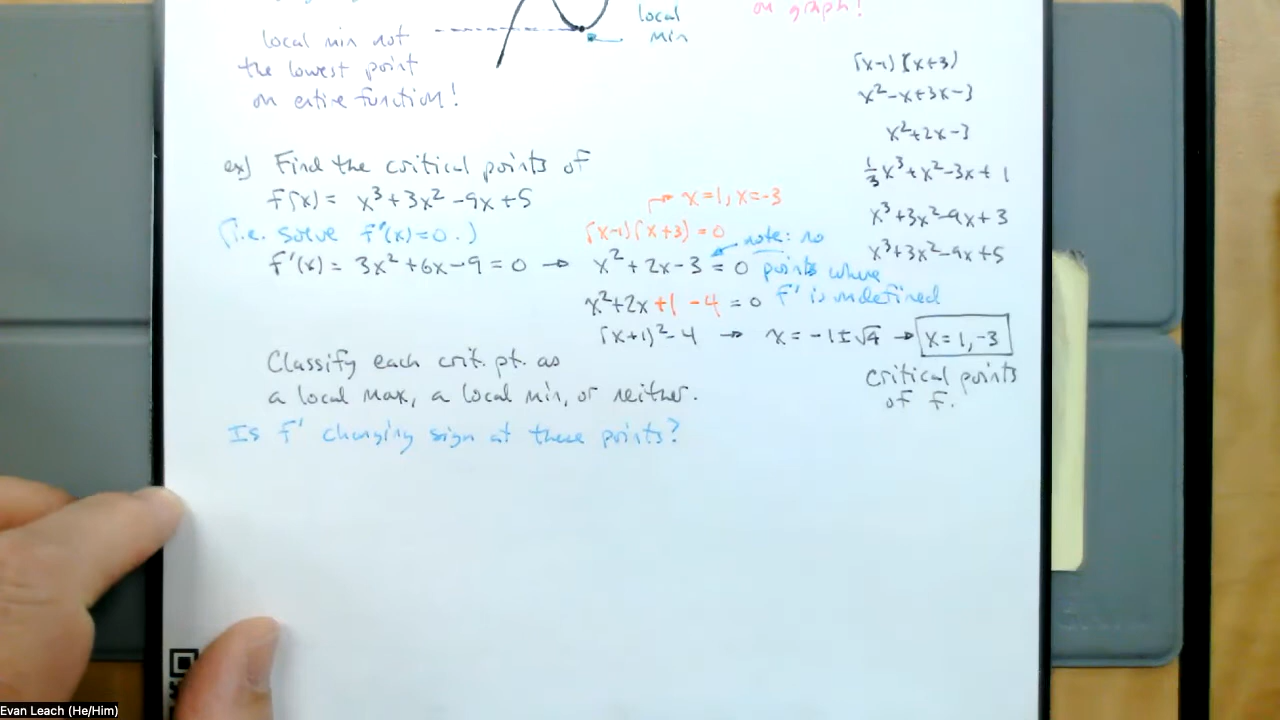 on graph!
local
min
local min not
the lowest point
on entire function!
(x-1)(x+3)
x²-x+3x-3
x²+2x-3
⅓x³+x²-3x+1
x³+3x²-9x+3
x³+3x²-9x+5
ex) Find the critical points of
f(x) = x³+3x²-9x+5
(i.e. solve f'(x)=0.)
f'(x) = 3x²+6x-9=0 → x²+2x-3=0
→ x=1, x=-3
(x-1)(x+3)=0
note: no
points where
f' is undefined
x²+2x+1-4=0
(x+1)²-4 → x=-1±√4 → x=1,-3
critical points
of f.
Classify each crit. pt. as
a local max, a local min, or neither.
Is f' changing sign at these points?
Evan Leach (He/Him)